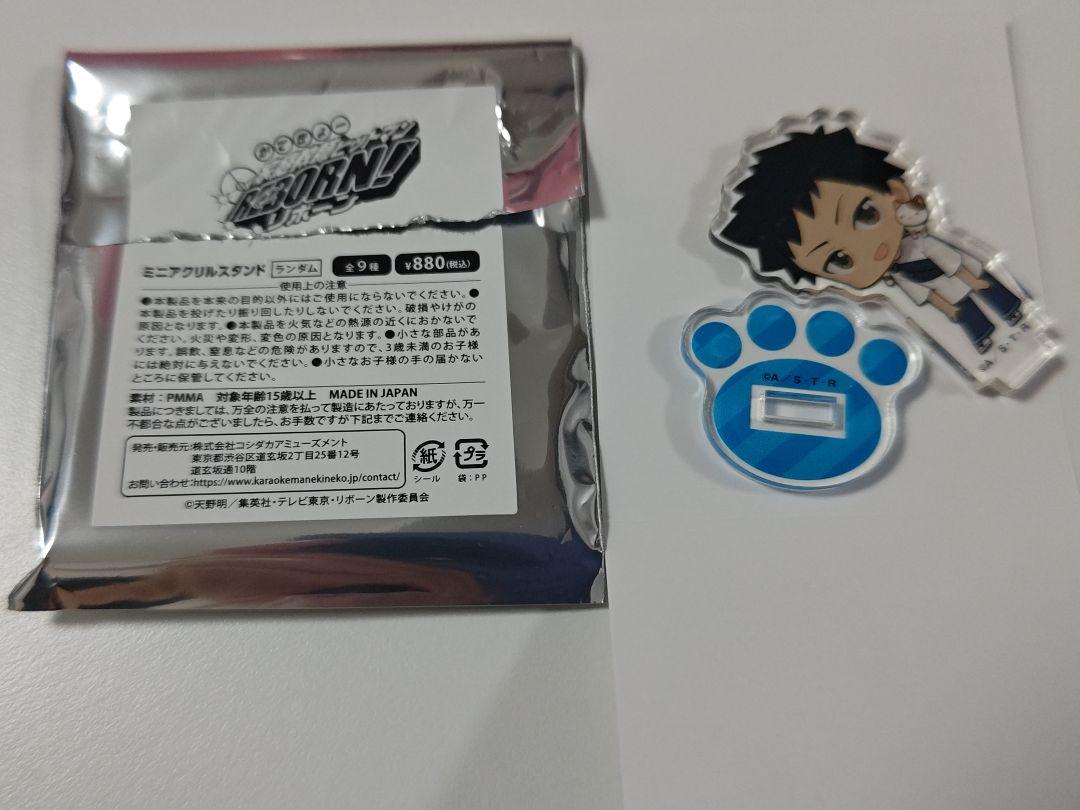 かてきょー
REBORN!
リボーン
ミニアクリルスタンド ランダム 全9種 ¥880(税込)
使用上の注意
●本製品を本来の目的以外にはご使用にならないでください。●
本製品を投げたり振り回したりしないでください。破損やけがの
原因となります。●本製品を火気などの熱源の近くにおかないで
ください。火災や変形、変色の原因となります。●小さな部品があ
ります。誤飲、窒息などの危険がありますので、3歳未満のお子様
には絶対に与えないでください。●小さなお子様の手の届かない
ところに保管してください。
素材:PMMA 対象年齢15歳以上 MADE IN JAPAN
製品につきましては、万全の注意を払って製造にあたっておりますが、万一
不都合な点がございましたら、お手数ですが下記までご連絡ください。
発売・販売元:株式会社コシダカアミューズメント
東京都渋谷区道玄坂2丁目25番12号
道玄坂通10階
お問い合わせ:https://www.karaokemanekineko.jp/contact/
紙
シール
プラ
袋:PP
©天野明/集英社・テレビ東京・リボーン製作委員会
©A/S・T・R
©A/S・T・R